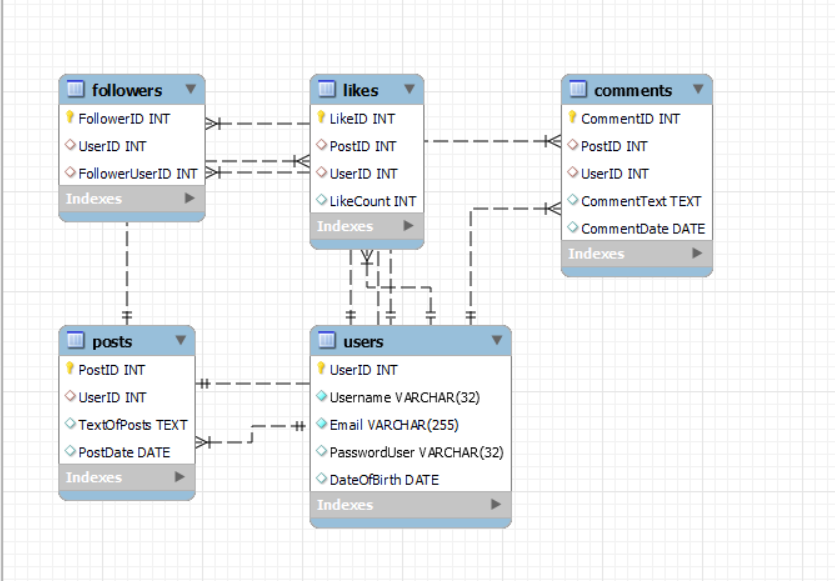 followers
FollowerID INT
UserID INT
FollowerUserID INT
Indexes
likes
LikeID INT
PostID INT
UserID INT
LikeCount INT
Indexes
comments
CommentID INT
PostID INT
UserID INT
CommentText TEXT
CommentDate DATE
Indexes
posts
PostID INT
UserID INT
TextOfPosts TEXT
PostDate DATE
Indexes
users
UserID INT
Username VARCHAR(32)
Email VARCHAR(255)
PasswordUser VARCHAR(32)
DateOfBirth DATE
Indexes